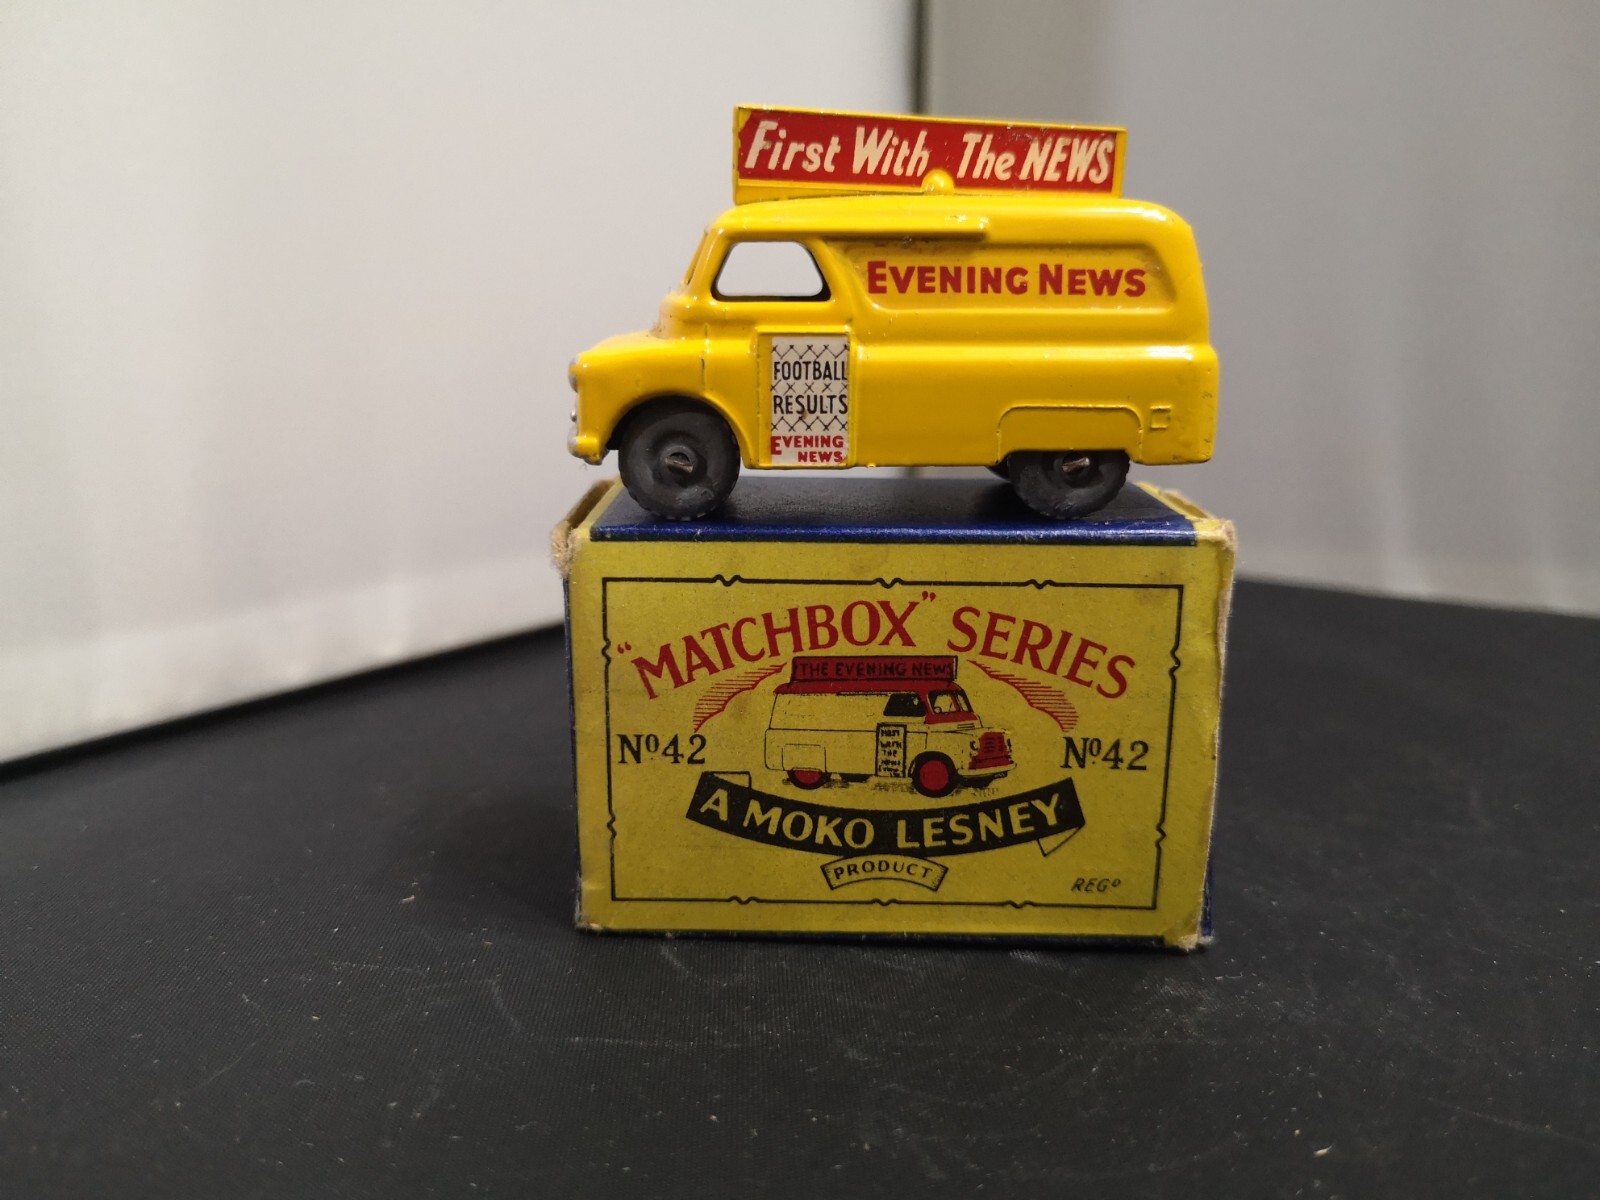 First With The NEWS
EVENING NEWS
FOOTBALL
RESULTS
EVENING
NEWS
"MATCHBOX" SERIES
THE EVENING NEWS
Nº42
Nº42
A MOKO LESNEY
PRODUCT
REGD